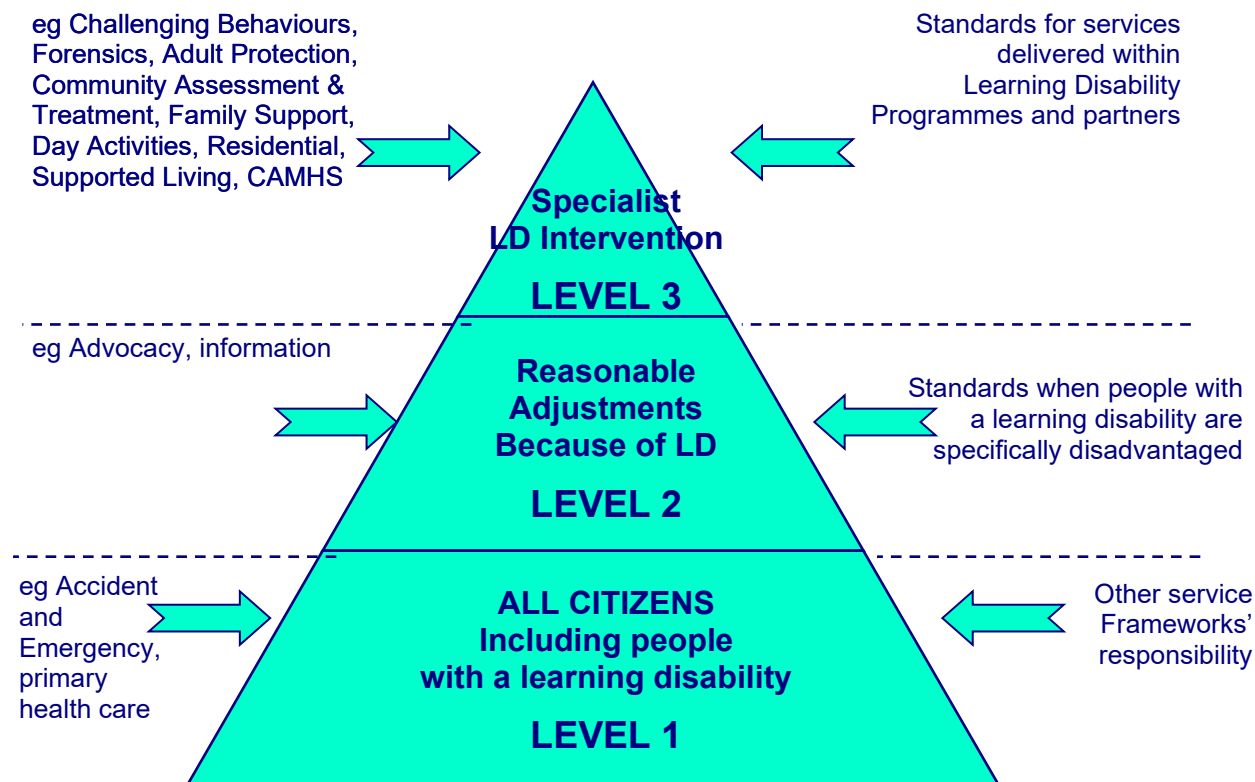 eg Challenging Behaviours,
Forensics, Adult Protection,
Community Assessment &
Treatment, Family Support,
Day Activities, Residential,
Supported Living, CAMHS
Standards for services
delivered within
Learning Disability
Programmes and partners
Specialist
LD Intervention
LEVEL 3
eg Advocacy, information
Reasonable
Adjustments
Because of LD
LEVEL 2
Standards when people with
a learning disability are
specifically disadvantaged
eg Accident
and
Emergency,
primary
health care
ALL CITIZENS
Including people
with a learning disability
LEVEL 1
Other service
Frameworks’
responsibility